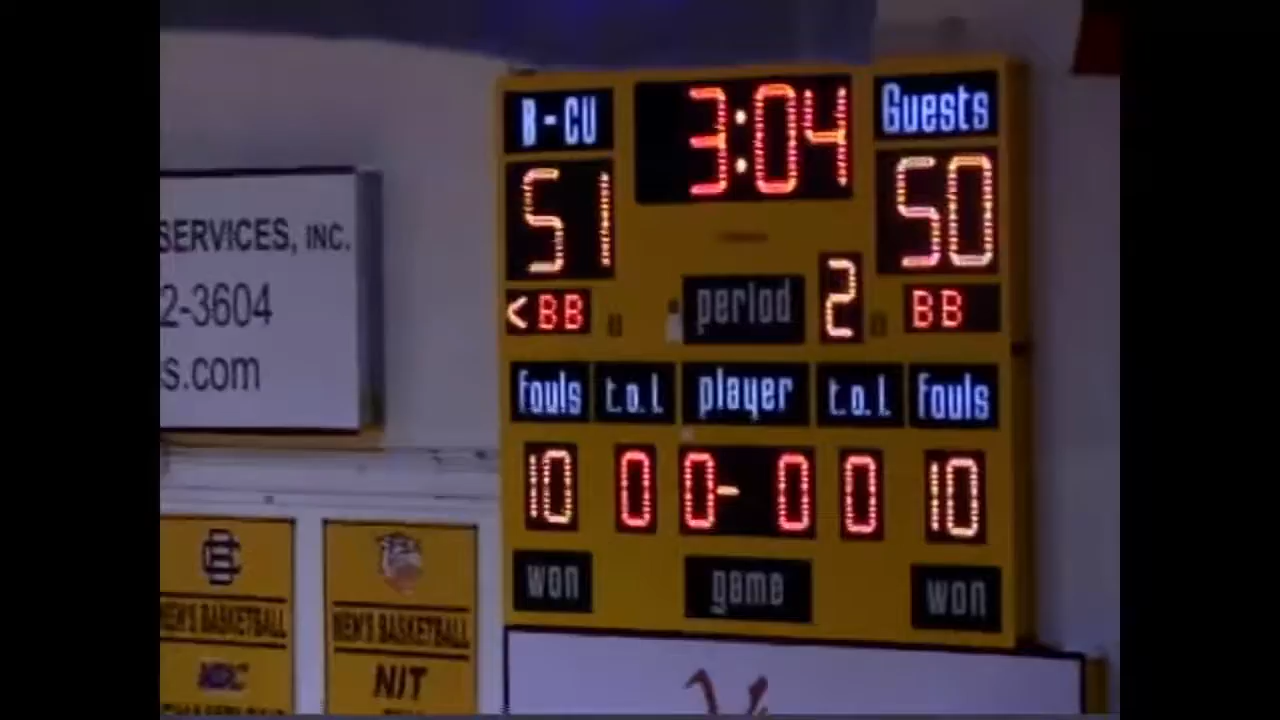 B-CU 3:04 Guests
51 50
<BB period 2 BB
fouls t.o.l player t.o.l fouls
10 0 0- 0 0 10
won game won
SERVICES, INC.
2-3604
s.com
MEN'S BASKETBALL
MEN'S BASKETBALL
NIT